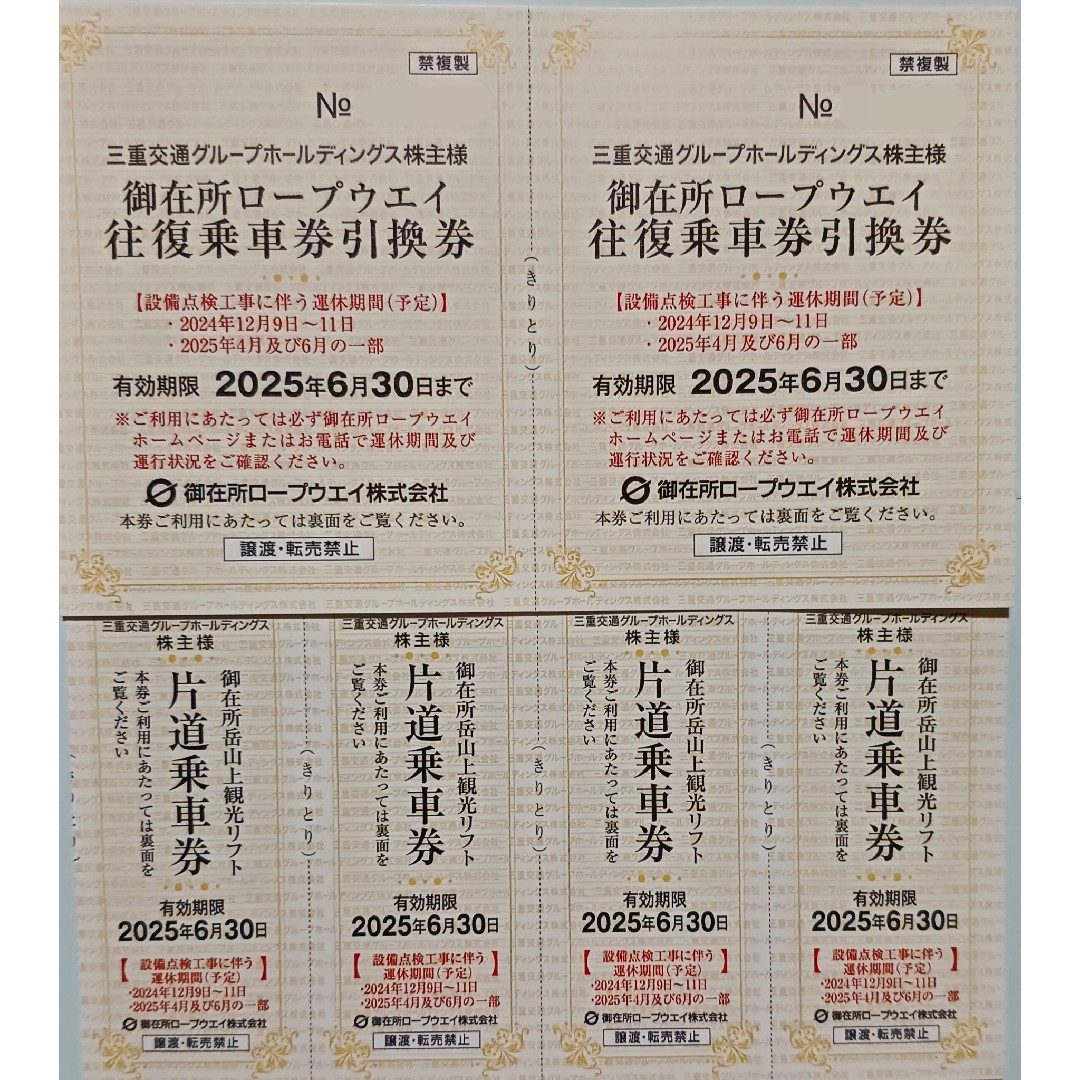 禁複製
№
三重交通グループホールディングス株主様
御在所ロープウエイ
往復乗車券引換券
【設備点検工事に伴う運休期間(予定)】
・2024年12月9日～11日
・2025年4月及び6月の一部
有効期限 2025年6月30日まで
※ご利用にあたっては必ず御在所ロープウエイ
ホームページまたはお電話で運休期間及び
運行状況をご確認ください。
御在所ロープウエイ株式会社
本券ご利用にあたっては裏面をご覧ください。
譲渡・転売禁止
(きりとり)
禁複製
№
三重交通グループホールディングス株主様
御在所ロープウエイ
往復乗車券引換券
【設備点検工事に伴う運休期間(予定)】
・2024年12月9日～11日
・2025年4月及び6月の一部
有効期限 2025年6月30日まで
※ご利用にあたっては必ず御在所ロープウエイ
ホームページまたはお電話で運休期間及び
運行状況をご確認ください。
御在所ロープウエイ株式会社
本券ご利用にあたっては裏面をご覧ください。
譲渡・転売禁止
三重交通グループホールディングス
株主様
御在所岳山上観光リフト
片道乗車券
本券ご利用にあたっては裏面を
ご覧ください
有効期限
2025年6月30日
【設備点検工事に伴う
運休期間(予定)】
・2024年12月9日～11日
・2025年4月及び6月の一部
御在所ロープウエイ株式会社
譲渡・転売禁止
(きりとり)
三重交通グループホールディングス
株主様
御在所岳山上観光リフト
片道乗車券
本券ご利用にあたっては裏面を
ご覧ください
有効期限
2025年6月30日
【設備点検工事に伴う
運休期間(予定)】
・2024年12月9日～11日
・2025年4月及び6月の一部
御在所ロープウエイ株式会社
譲渡・転売禁止
(きりとり)
三重交通グループホールディングス
株主様
御在所岳山上観光リフト
片道乗車券
本券ご利用にあたっては裏面を
ご覧ください
有効期限
2025年6月30日
【設備点検工事に伴う
運休期間(予定)】
・2024年12月9日～11日
・2025年4月及び6月の一部
御在所ロープウエイ株式会社
譲渡・転売禁止
(きりとり)
三重交通グループホールディングス
株主様
御在所岳山上観光リフト
片道乗車券
本券ご利用にあたっては裏面を
ご覧ください
有効期限
2025年6月30日
【設備点検工事に伴う
運休期間(予定)】
・2024年12月9日～11日
・2025年4月及び6月の一部
御在所ロープウエイ株式会社
譲渡・転売禁止